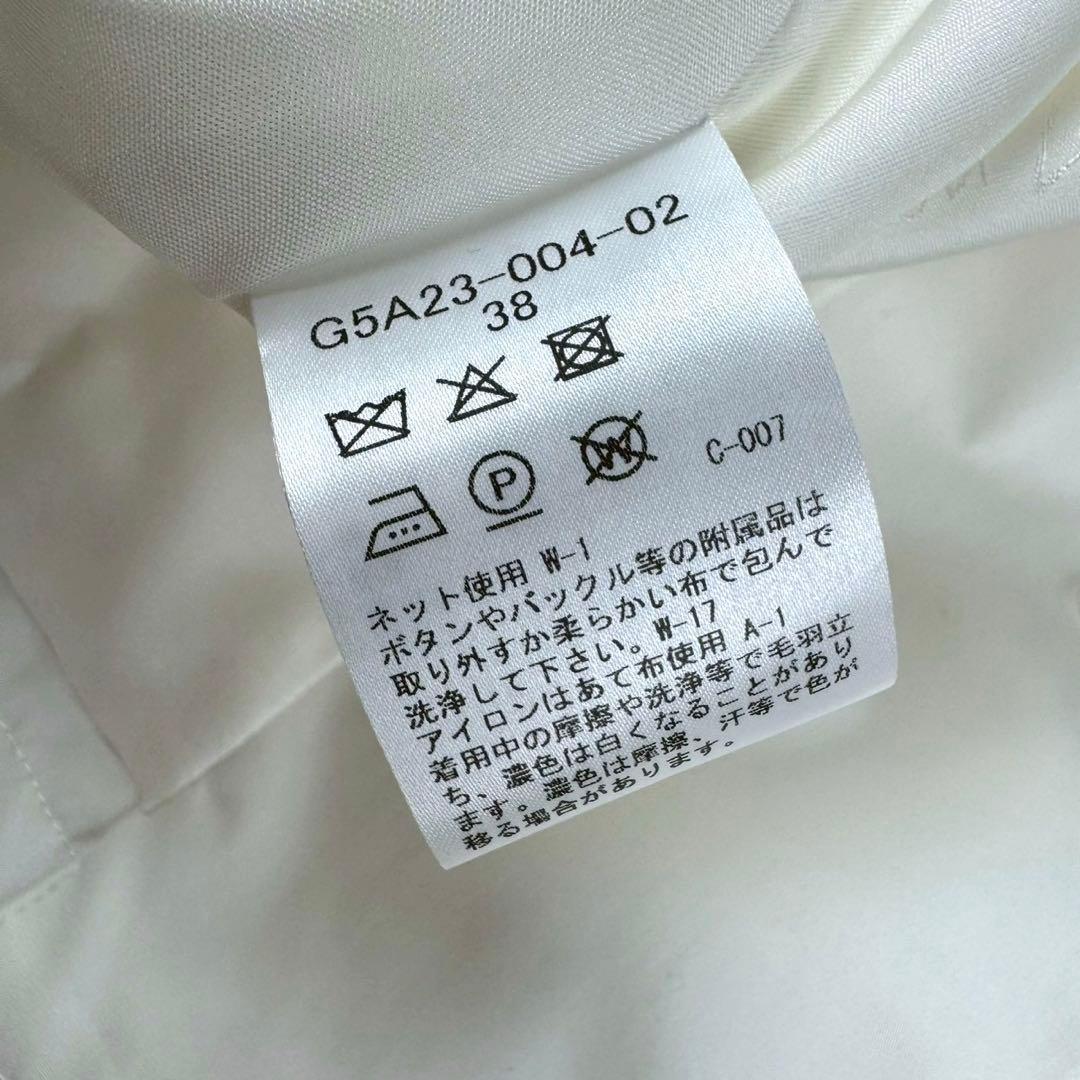 G5A23-004-02
38
P
W
C-007
ネット使用 W-1
ボタンやバックル等の附属品は
取り外すか柔らかい布で包んで
洗浄して下さい。W-17
アイロンはあて布使用 A-1
着用中の摩擦や洗浄等で毛羽立
ち、濃色は白くなることがあり
ます。濃色は摩擦、汗等で色が
移る場合があります。